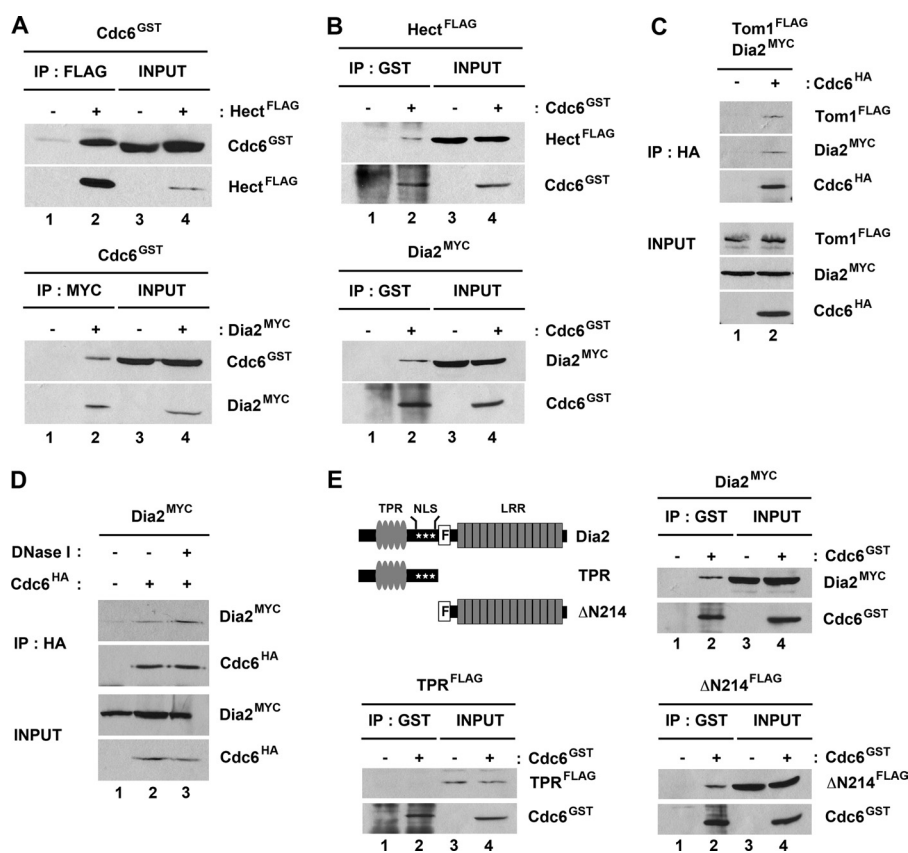 A
Cdc6GST
IP : FLAG INPUT
- + - + : HectFLAG
Cdc6GST
HectFLAG
1 2 3 4
Cdc6GST
IP : MYC INPUT
- + - + : Dia2MYC
Cdc6GST
Dia2MYC
1 2 3 4
B
HectFLAG
IP : GST INPUT
- + - + : Cdc6GST
HectFLAG
Cdc6GST
1 2 3 4
Dia2MYC
IP : GST INPUT
- + - + : Cdc6GST
Dia2MYC
Cdc6GST
1 2 3 4
C
Tom1FLAG
Dia2MYC
- + : Cdc6HA
Tom1FLAG
IP : HA Dia2MYC
Cdc6HA
INPUT Tom1FLAG
Dia2MYC
Cdc6HA
1 2
D
Dia2MYC
DNase I : - - +
Cdc6HA : - + +
Dia2MYC
IP : HA
Cdc6HA
Dia2MYC
INPUT
Cdc6HA
1 2 3
E
TPR NLS LRR
F Dia2
TPR
F ΔN214
Dia2MYC
IP : GST INPUT
- + - + : Cdc6GST
Dia2MYC
Cdc6GST
1 2 3 4
TPRFLAG
IP : GST INPUT
- + - + : Cdc6GST
TPRFLAG
Cdc6GST
1 2 3 4
ΔN214FLAG
IP : GST INPUT
- + - + : Cdc6GST
ΔN214FLAG
Cdc6GST
1 2 3 4